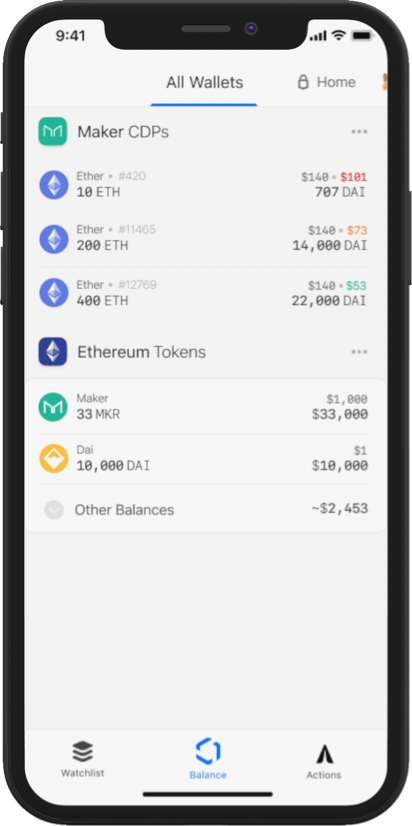 9:41
All Wallets Home
Maker CDPs
Ether • #420 $140 • $101
10 ETH 707 DAI
Ether • #11465 $140 • $73
200 ETH 14,000 DAI
Ether • #12769 $140 • $53
400 ETH 22,000 DAI
Ethereum Tokens
Maker $1,000
33 MKR $33,000
Dai $1
10,000 DAI $10,000
Other Balances ~$2,453
Watchlist Balance Actions